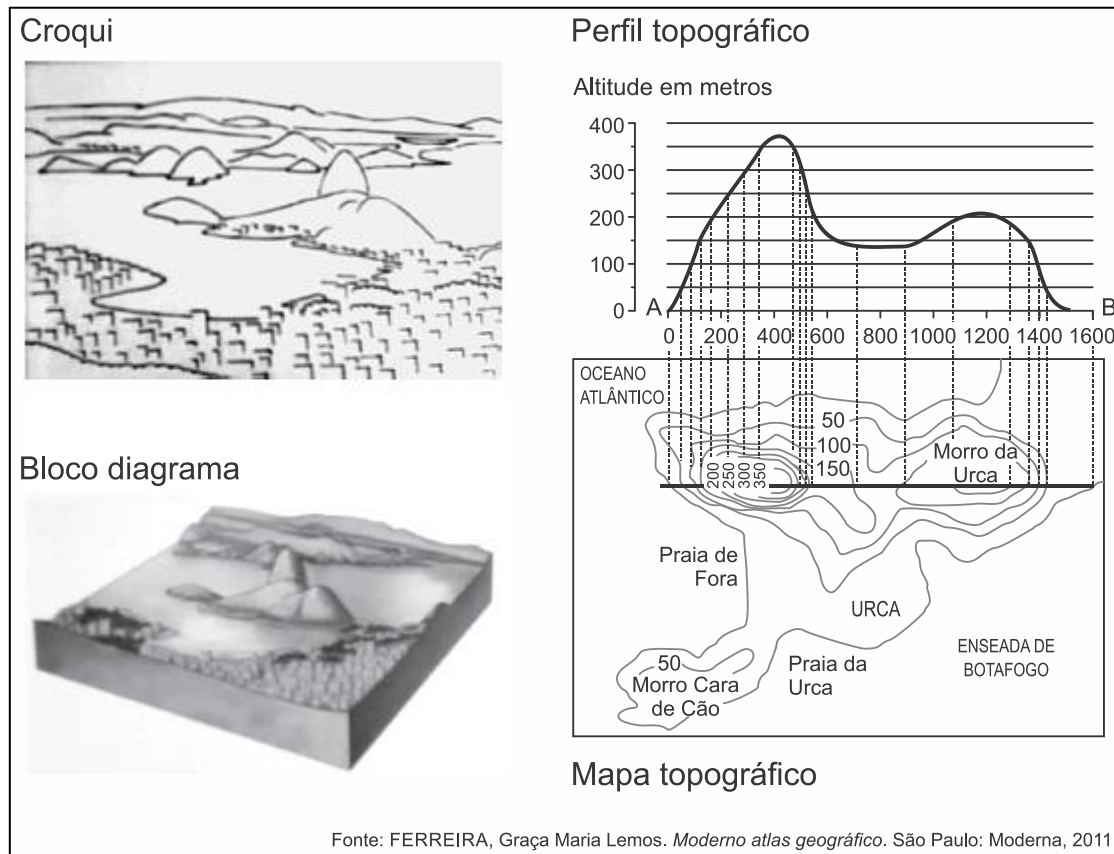 Croqui
Perfil topográfico
Altitude em metros
400
300
200
100
0
A
B
0 200 400 600 800 1000 1200 1400 1600
OCEANO
ATLÂNTICO
50
100
150
200
250
300
350
Morro da
Urca
Praia de
Fora
URCA
ENSEADA DE
BOTAFOGO
Praia da
Urca
50
Morro Cara
de Cão
Mapa topográfico
Bloco diagrama
Fonte: FERREIRA, Graça Maria Lemos. Moderno atlas geográfico. São Paulo: Moderna, 2011